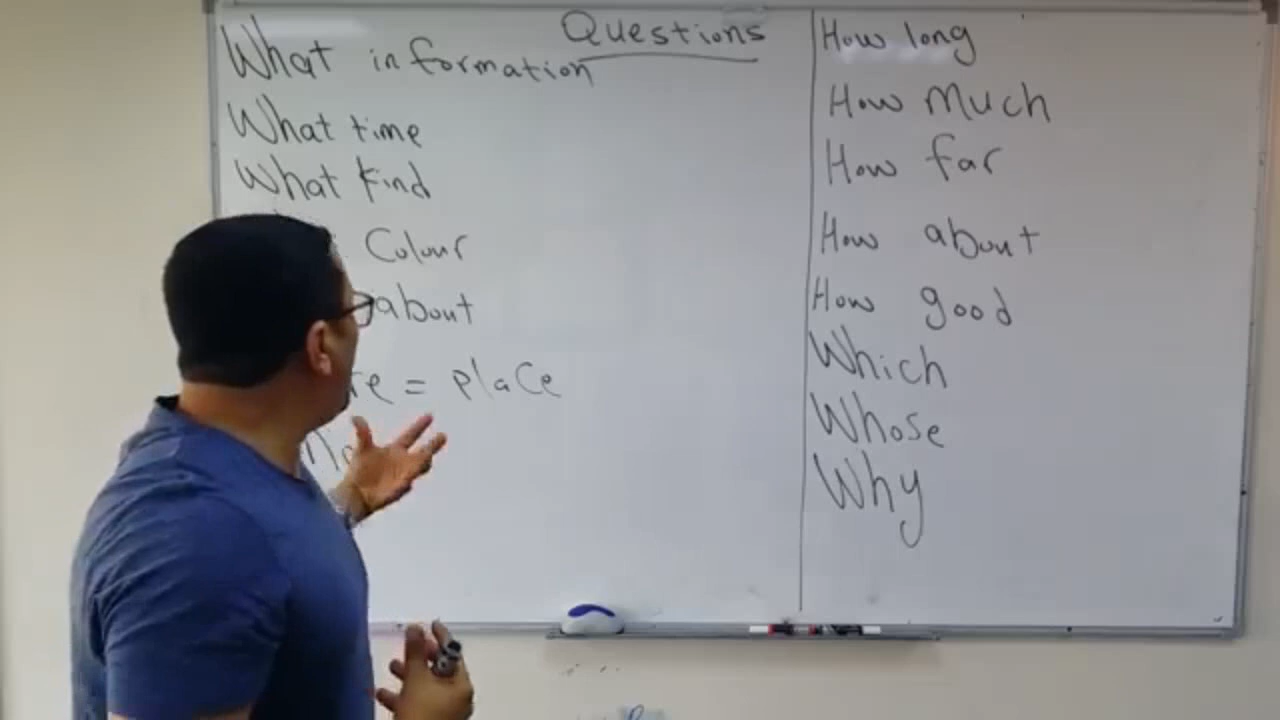 Questions
What information
What time
What kind
Colour
about
= place
How long
How Much
How far
How about
How good
Which
Whose
Why